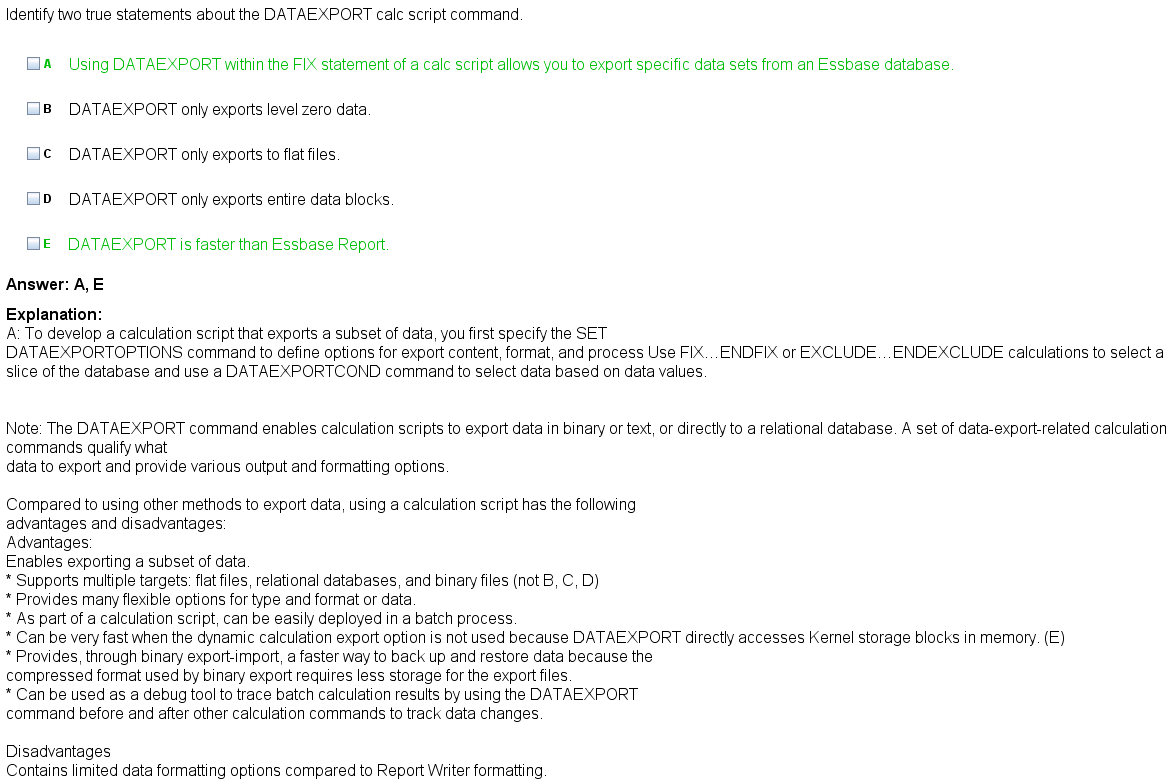 Identify two true statements about the DATAEXPORT calc script command.
A Using DATAEXPORT within the FIX statement of a calc script allows you to export specific data sets from an Essbase database.
B DATAEXPORT only exports level zero data.
C DATAEXPORT only exports to flat files.
D DATAEXPORT only exports entire data blocks.
E DATAEXPORT is faster than Essbase Report.
Answer: A, E
Explanation:
A: To develop a calculation script that exports a subset of data, you first specify the SET
DATAEXPORTOPTIONS command to define options for export content, format, and process Use FIX…ENDFIX or EXCLUDE…ENDEXCLUDE calculations to select a
slice of the database and use a DATAEXPORTCOND command to select data based on data values.
Note: The DATAEXPORT command enables calculation scripts to export data in binary or text, or directly to a relational database. A set of data-export-related calculation
commands qualify what
data to export and provide various output and formatting options.
Compared to using other methods to export data, using a calculation script has the following
advantages and disadvantages:
Advantages:
Enables exporting a subset of data.
* Supports multiple targets: flat files, relational databases, and binary files (not B, C, D)
* Provides many flexible options for type and format or data.
* As part of a calculation script, can be easily deployed in a batch process.
* Can be very fast when the dynamic calculation export option is not used because DATAEXPORT directly accesses Kernel storage blocks in memory. (E)
* Provides, through binary export-import, a faster way to back up and restore data because the
compressed format used by binary export requires less storage for the export files.
* Can be used as a debug tool to trace batch calculation results by using the DATAEXPORT
command before and after other calculation commands to track data changes.
Disadvantages
Contains limited data formatting options compared to Report Writer formatting.